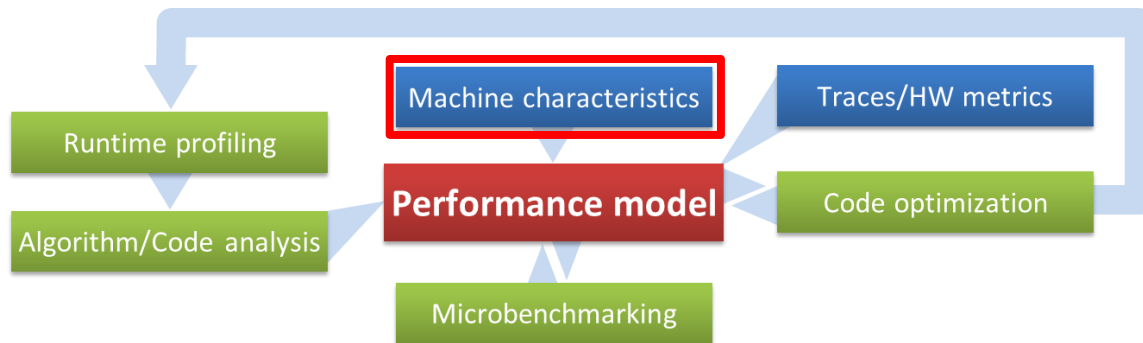 Machine characteristics
Traces/HW metrics
Runtime profiling
Performance model
Code optimization
Algorithm/Code analysis
Microbenchmarking